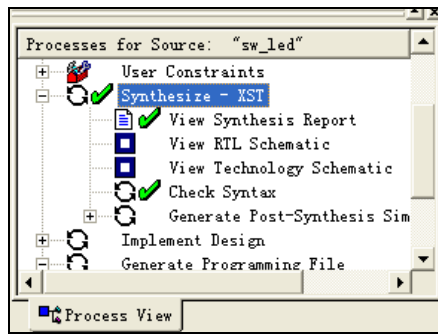 Processes for Source: "sw_led"
User Constraints
Synthesize - XST
View Synthesis Report
View RTL Schematic
View Technology Schematic
Check Syntax
Generate Post-Synthesis Sim
Implement Design
Generate Programming File
Process View